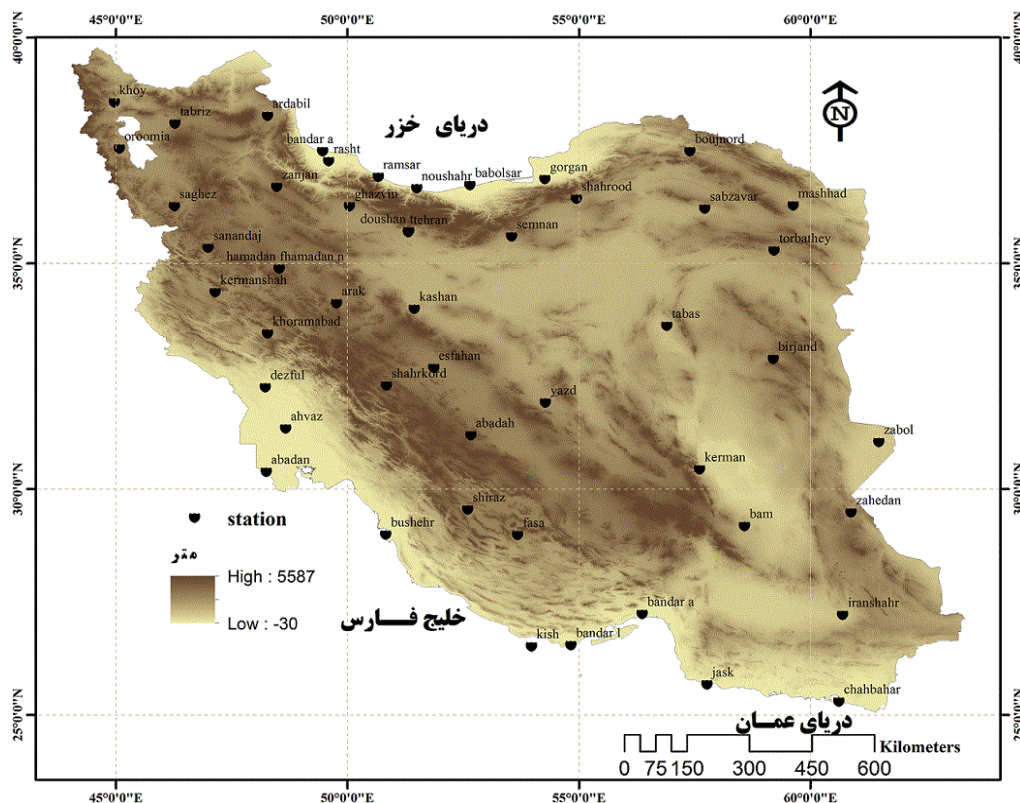 45°0'0"E
50°0'0"E
55°0'0"E
60°0'0"E
40°0'0"N
40°0'0"N
khoy
tabriz
ardabil
oroomia
دریای خزر
N
bandar a
rasht
boujnord
zanjan
ramsar
noushahr
babolsar
gorgan
saghez
ghazvin
shahrood
sabzavar
mashhad
doushan t
tehran
semnan
sanandaj
torbathey
hamadan f
hamadan n
35°0'0"N
35°0'0"N
kermanshah
arak
kashan
khoramabad
tabas
esfahan
birjand
dezful
shahrkord
yazd
ahvaz
abadah
zabol
abadan
kerman
30°0'0"N
30°0'0"N
shiraz
zahedan
station
bushehr
fasa
bam
متر
High : 5587
Low : -30
خلیج فـــارس
bandar a
iranshahr
kish
bandar l
jask
chahbahar
25°0'0"N
25°0'0"N
دریای عمـــان
Kilometers
0 75 150 300 450 600
45°0'0"E
50°0'0"E
55°0'0"E
60°0'0"E